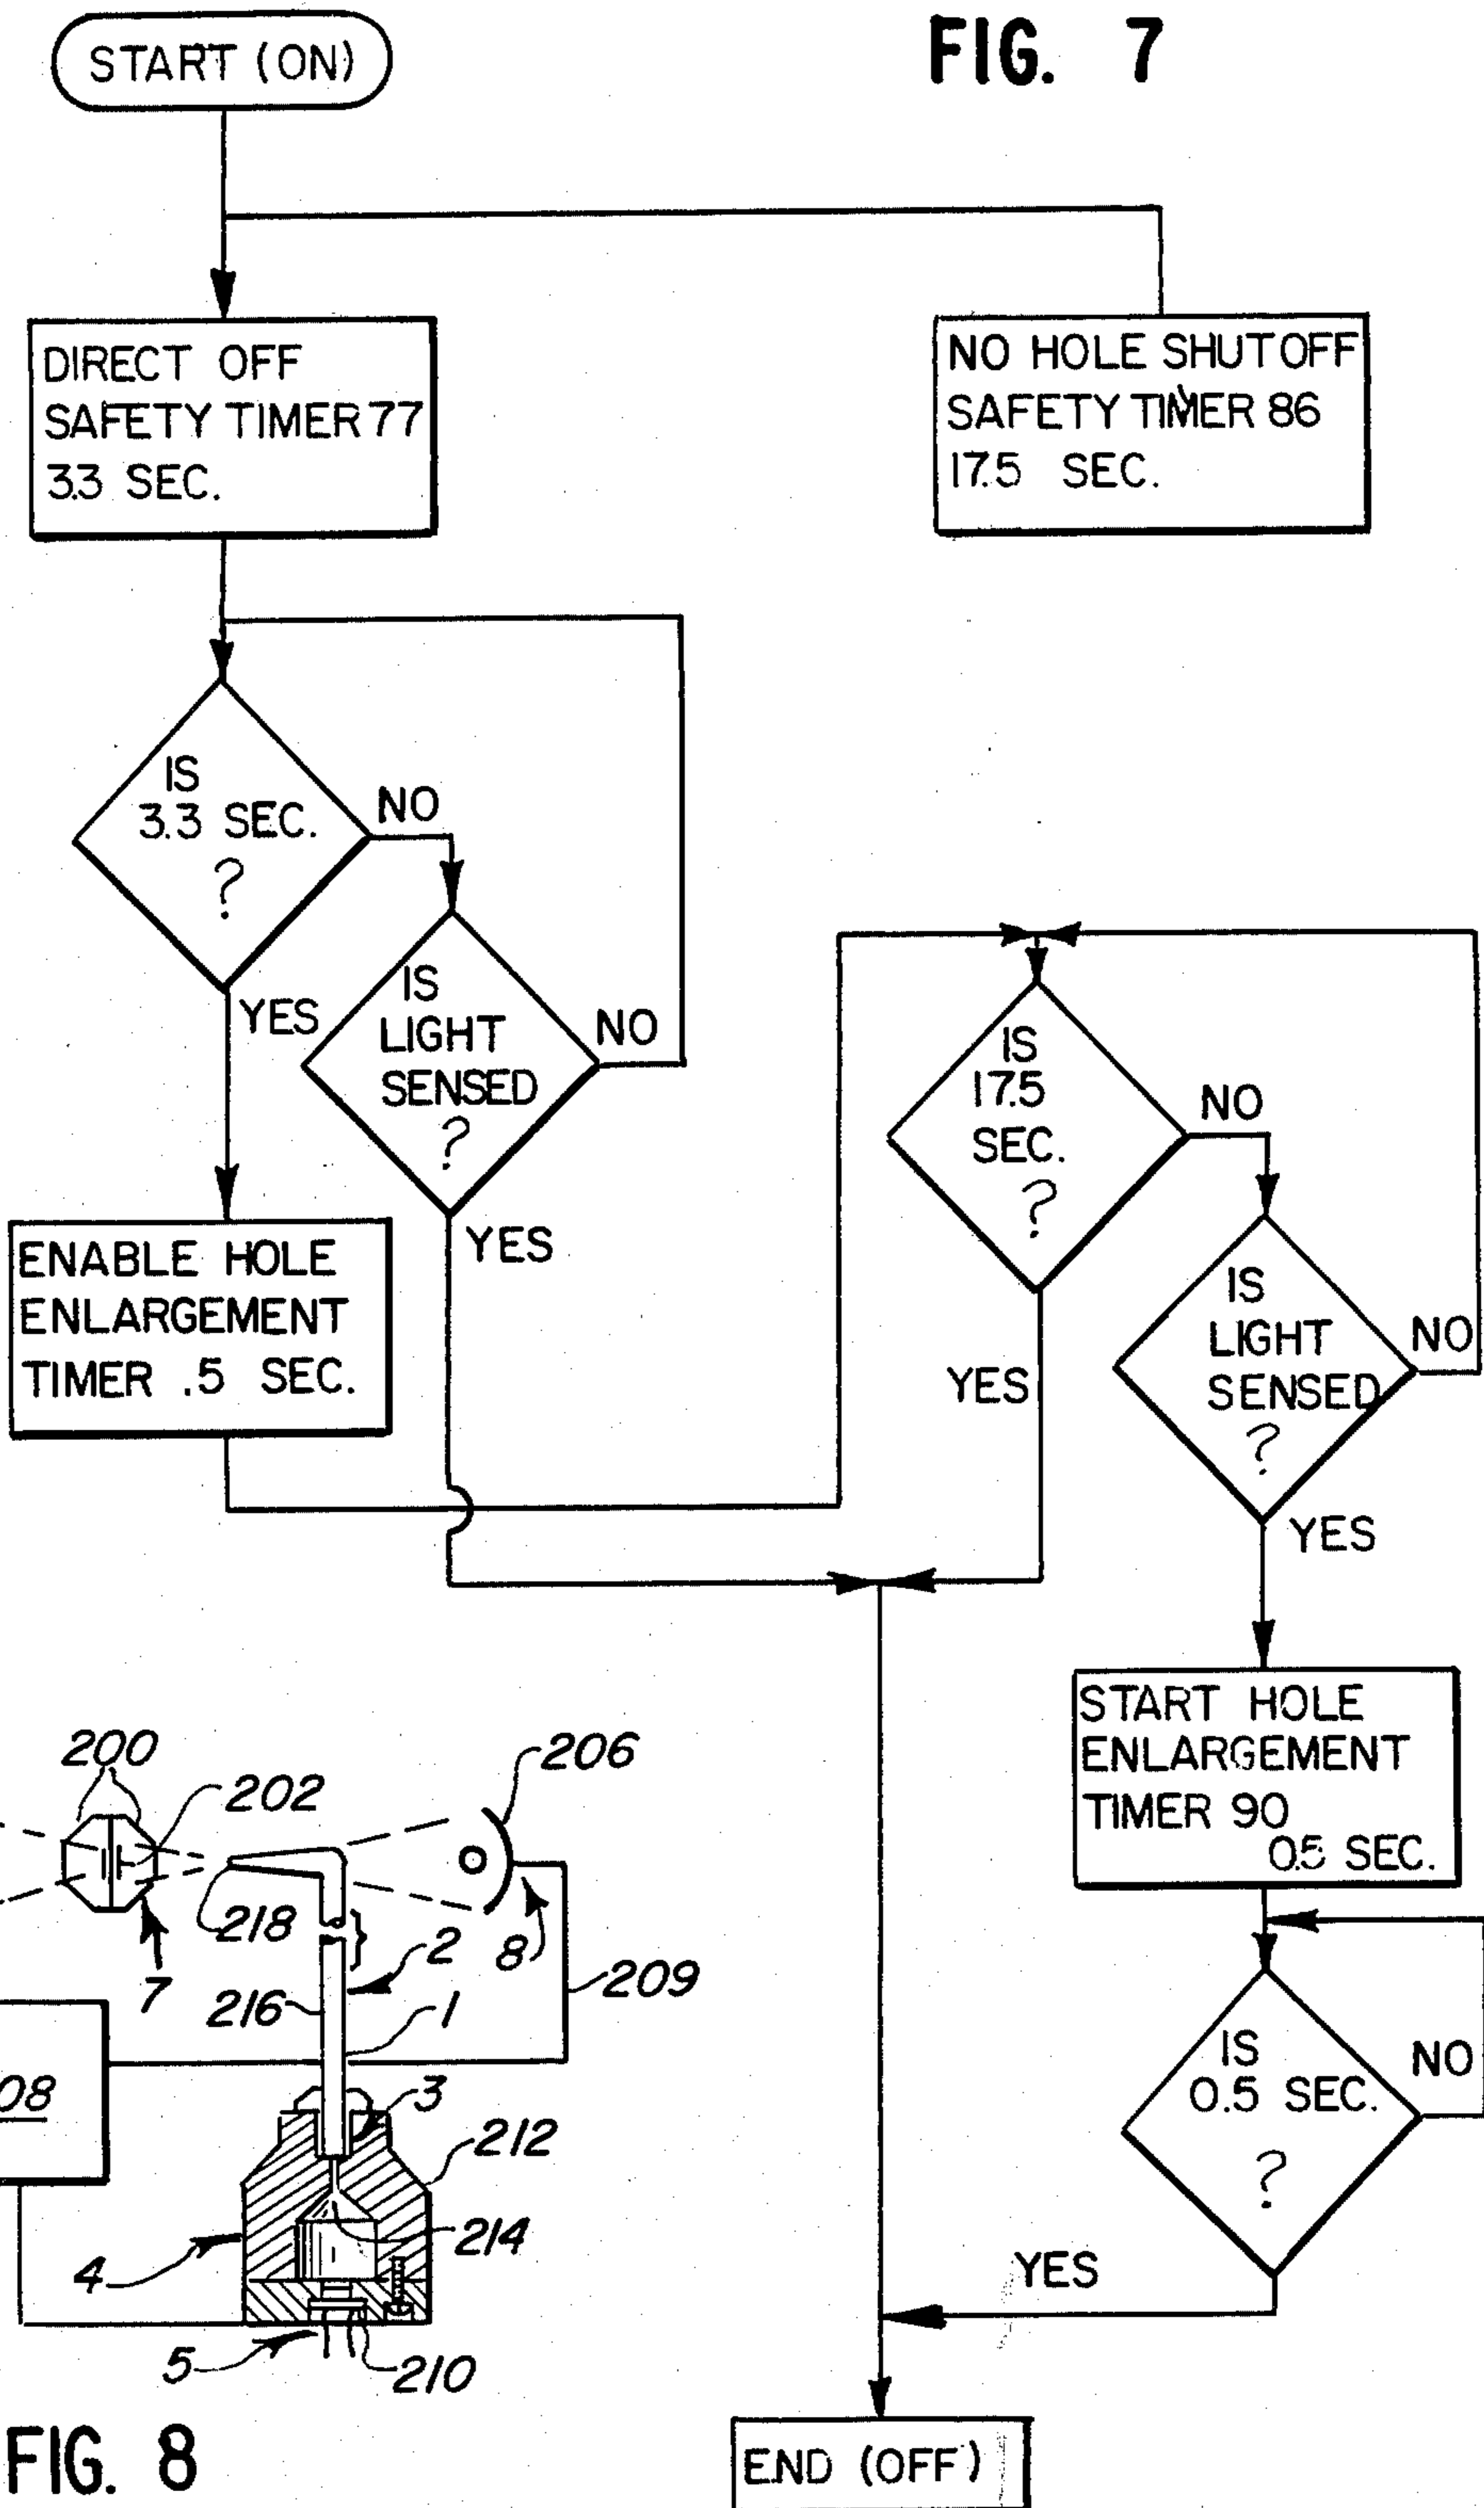 START (ON)
FIG. 7
DIRECT OFF
SAFETY TIMER 77
3.3 SEC.
NO HOLE SHUTOFF
SAFETY TIMER 86
17.5 SEC.
IS
3.3 SEC.
?
NO
YES
IS
LIGHT
SENSED
?
NO
YES
ENABLE HOLE
ENLARGEMENT
TIMER .5 SEC.
IS
17.5
SEC.
?
NO
YES
IS
LIGHT
SENSED
?
NO
YES
START HOLE
ENLARGEMENT
TIMER 90
0.5 SEC.
IS
0.5 SEC.
?
NO
YES
END (OFF)
200
202
206
218
7
2
8
209
216
1
08
3
212
4
214
5
210
FIG. 8